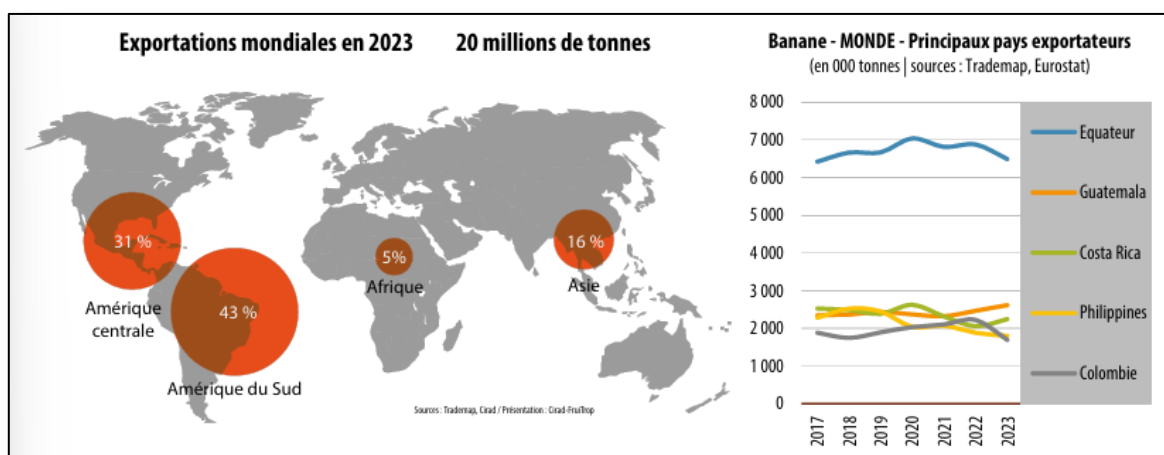 Exportations mondiales en 2023 20 millions de tonnes
31 %
Amérique
centrale
43 %
Amérique du Sud
5%
Afrique
16 %
Asie
Sources : Trademap, Cirad / Présentation : Cirad-FruiTrop
Banane - MONDE - Principaux pays exportateurs
(en 000 tonnes | sources : Trademap, Eurostat)
8 000
7 000
6 000
5 000
4 000
3 000
2 000
1 000
0
2017
2018
2019
2020
2021
2022
2023
Equateur
Guatemala
Costa Rica
Philippines
Colombie